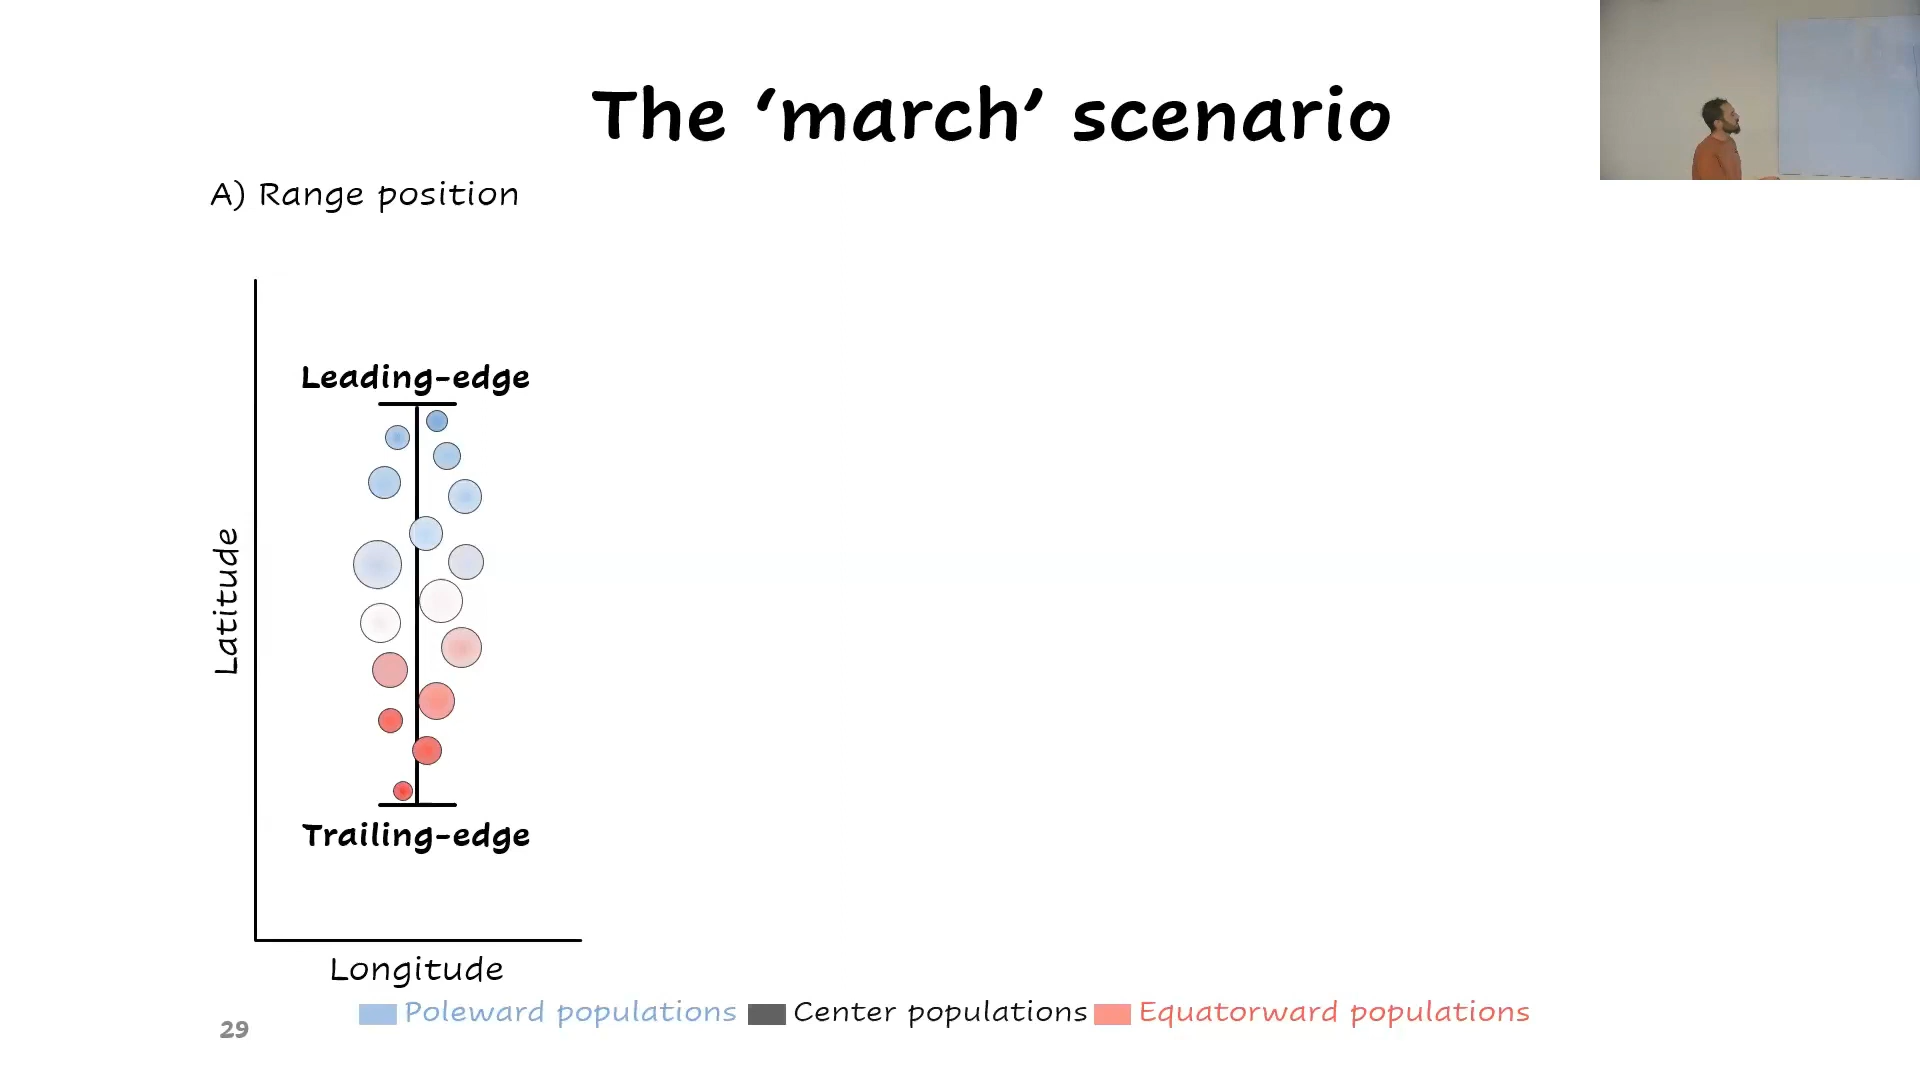 The ‘march’ scenario
A) Range position
Leading-edge
Latitude
Trailing-edge
Longitude
Poleward populations Center populations Equatorward populations
29